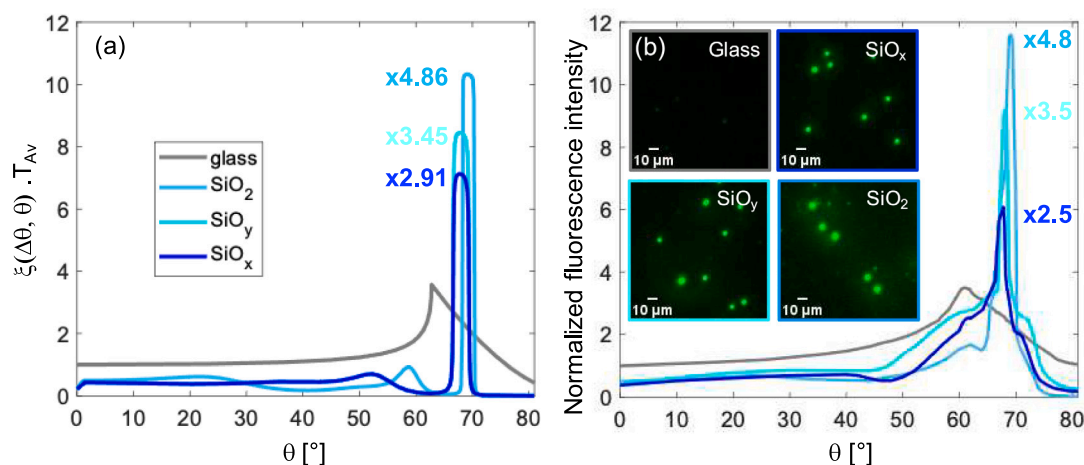 (a)
ξ(Δθ, θ) . T_Av
12
10
8
6
4
2
0
x4.86
x3.45
x2.91
glass
SiO₂
SiOy
SiOₓ
0 10 20 30 40 50 60 70 80
θ [°]
(b)
Normalized fluorescence intensity
12
10
8
6
4
2
0
Glass
10 µm
SiOₓ
10 µm
SiOy
10 µm
SiO₂
10 µm
x4.8
x3.5
x2.5
0 10 20 30 40 50 60 70 80
θ [°]